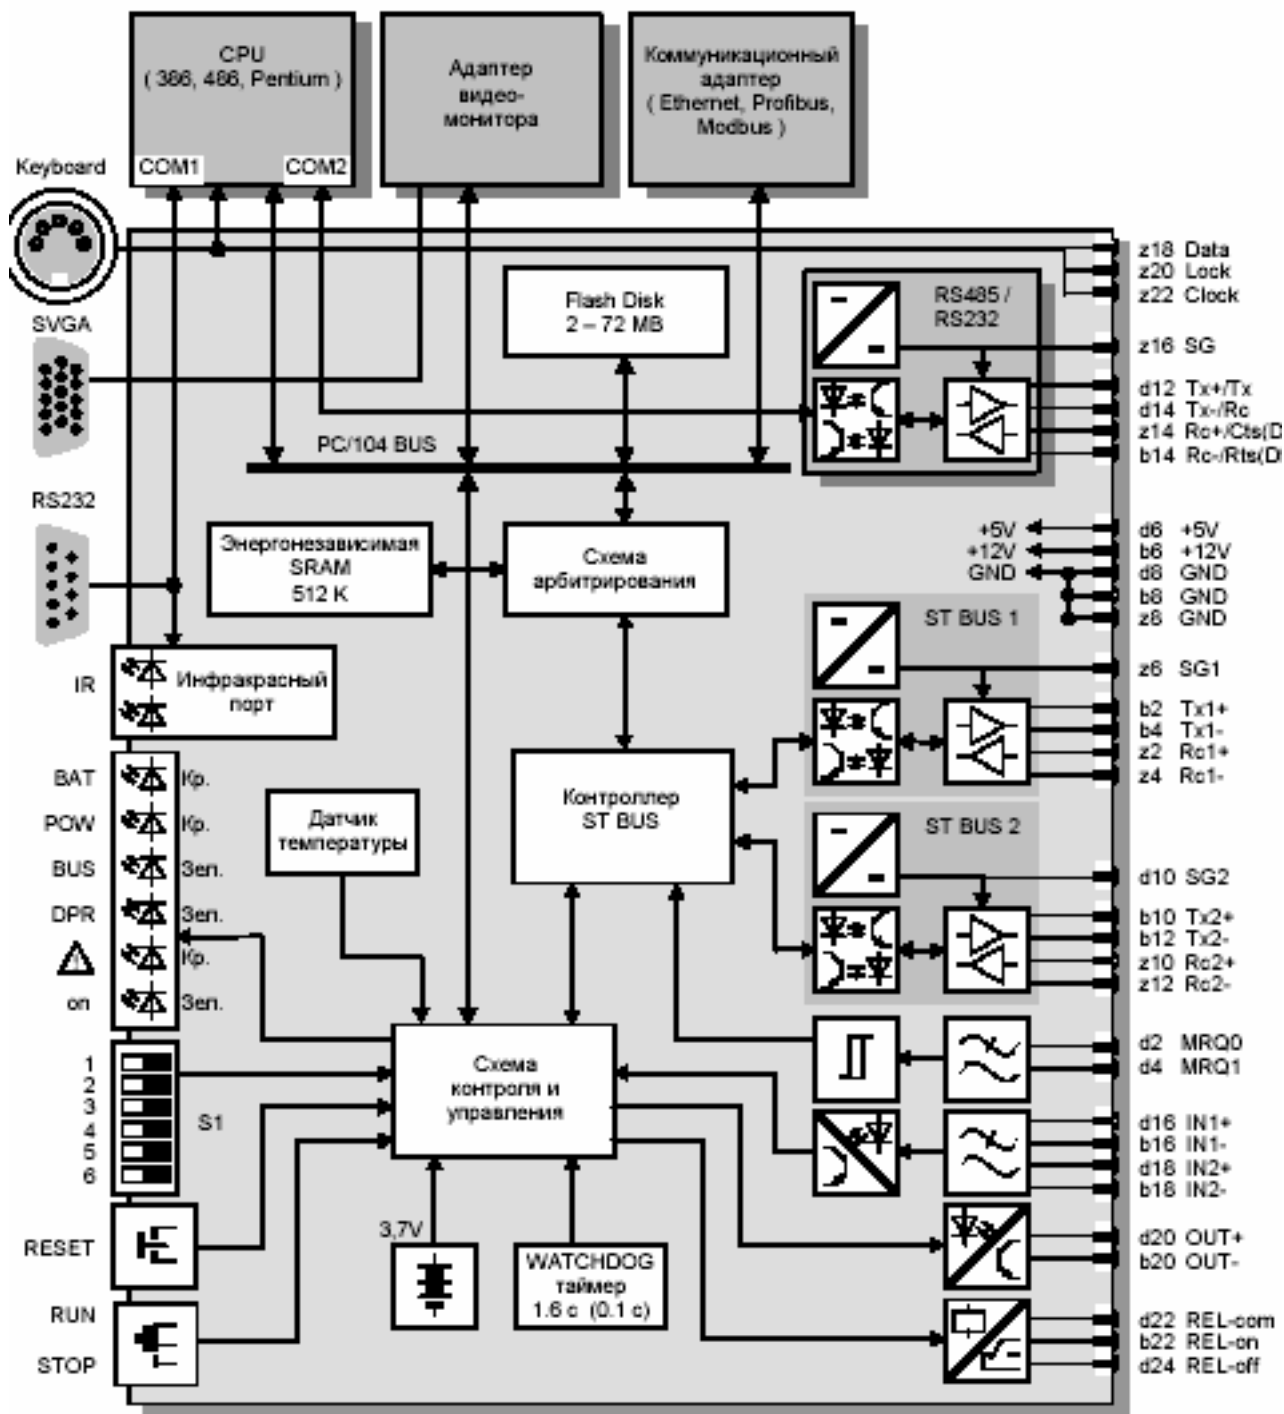 CPU
( 386, 486, Pentium )
COM1
COM2
Адаптер
видео-
монитора
Коммуникационный
адаптер
( Ethernet, Profibus,
Modbus )
Keyboard
SVGA
RS232
IR
Flash Disk
2 – 72 MB
PC/104 BUS
RS485 /
RS232
z18 Data
z20 Lock
z22 Clock
z16 SG
d12 Tx+/Tx
d14 Tx-/Rc
z14 Rc+/Cts(D
b14 Rc-/Rts(D
Энергонезависимая
SRAM
512 K
Схема
арбитрирования
+5V
+12V
GND
d6 +5V
b6 +12V
d8 GND
b8 GND
z8 GND
Инфракрасный
порт
ST BUS 1
z6 SG1
b2 Tx1+
b4 Tx1-
z2 Rc1+
z4 Rc1-
BAT Кр.
POW Кр.
BUS Зел.
DPR Зел.
Кр.
on Зел.
Датчик
температуры
Контроллер
ST BUS
ST BUS 2
d10 SG2
b10 Tx2+
b12 Tx2-
z10 Rc2+
z12 Rc2-
1
2
3
4
5
6
S1
Схема
контроля и
управления
d2 MRQ0
d4 MRQ1
d16 IN1+
b16 IN1-
d18 IN2+
b18 IN2-
RESET
RUN
STOP
3,7V
WATCHDOG
таймер
1.6 с (0.1 с)
d20 OUT+
b20 OUT-
d22 REL-com
b22 REL-on
d24 REL-off